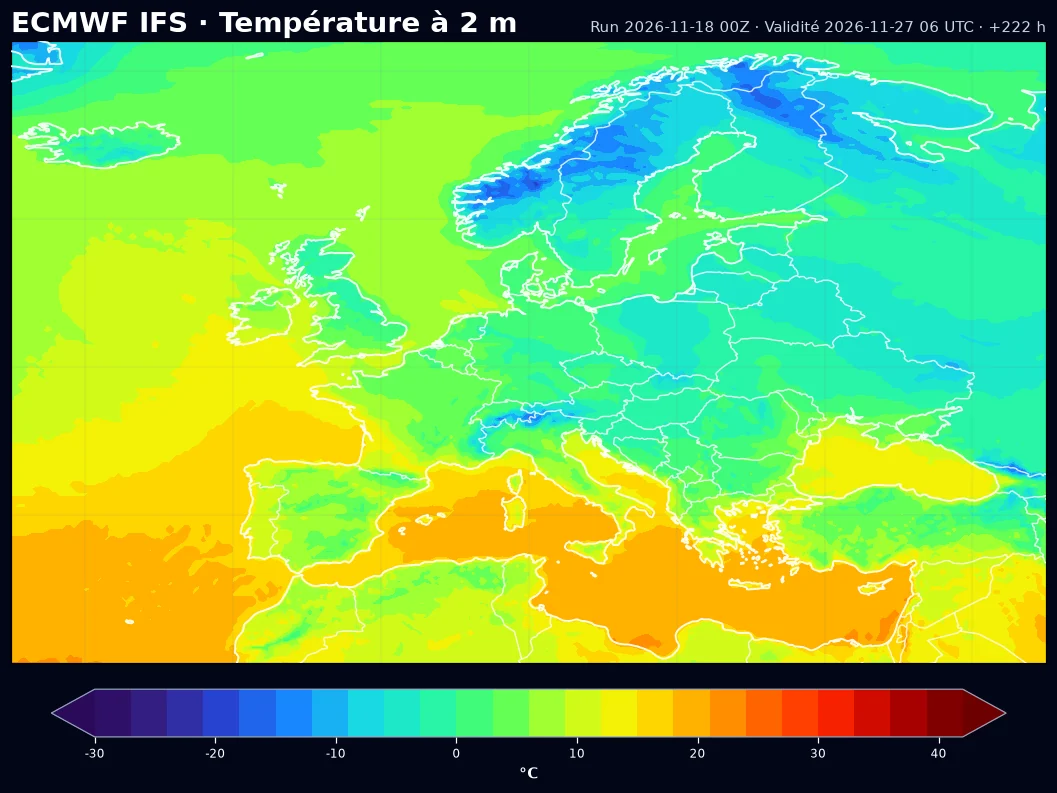 ECMWF IFS · Température à 2 m
Run 2026-11-18 00Z · Validité 2026-11-27 06 UTC · +222 h
-30 -20 -10 0 10 20 30 40
°C